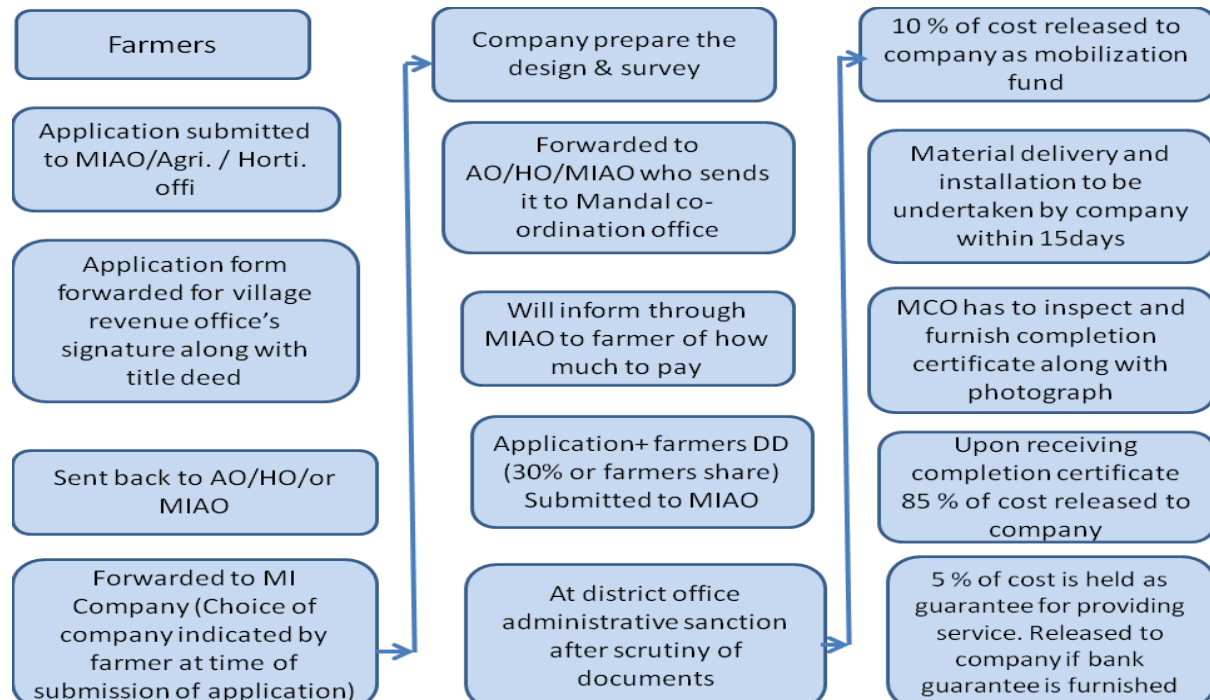 Farmers
Application submitted
to MIAO/Agri. / Horti.
offi
Application form
forwarded for village
revenue office's
signature along with
title deed
Sent back to AO/HO/or
MIAO
Forwarded to MI
Company (Choice of
company indicated by
farmer at time of
submission of application)
Company prepare the
design & survey
Forwarded to
AO/HO/MIAO who sends
it to Mandal co-
ordination office
Will inform through
MIAO to farmer of how
much to pay
Application+ farmers DD
(30% or farmers share)
Submitted to MIAO
At district office
administrative sanction
after scrutiny of
documents
10 % of cost released to
company as mobilization
fund
Material delivery and
installation to be
undertaken by company
within 15days
MCO has to inspect and
furnish completion
certificate along with
photograph
Upon receiving
completion certificate
85 % of cost released to
company
5 % of cost is held as
guarantee for providing
service. Released to
company if bank
guarantee is furnished